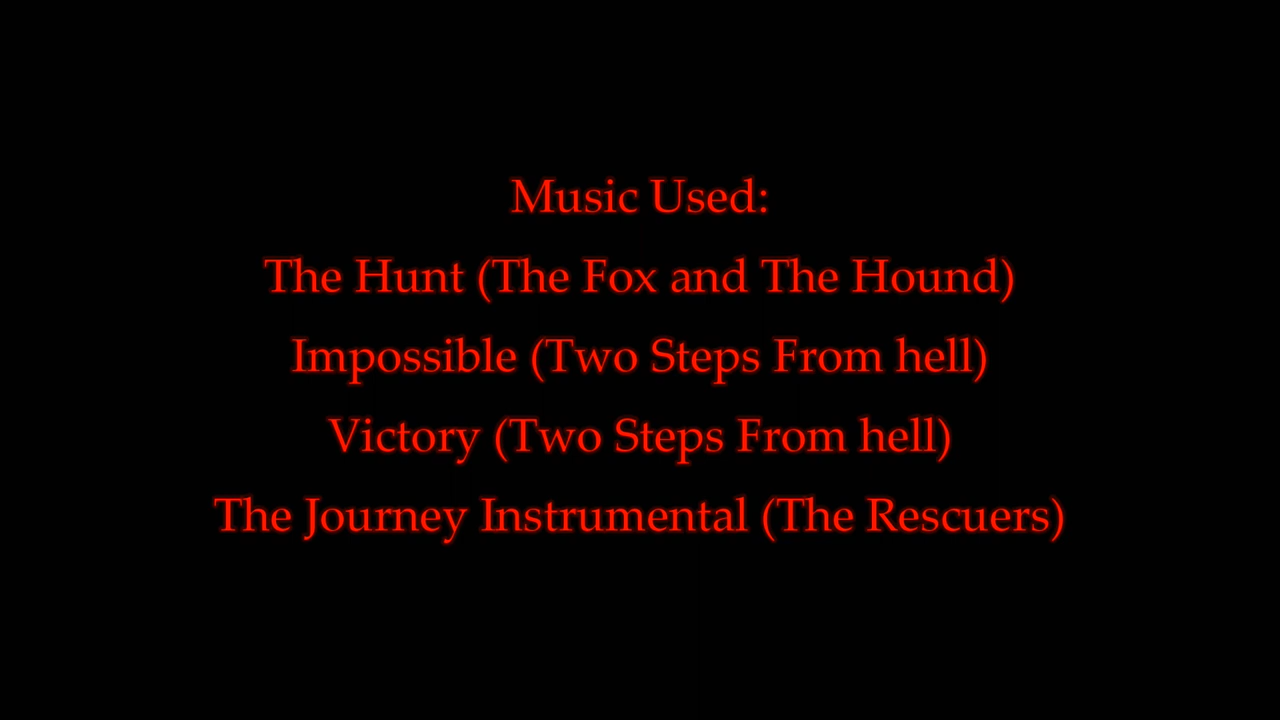 Music Used:
The Hunt (The Fox and The Hound)
Impossible (Two Steps From hell)
Victory (Two Steps From hell)
The Journey Instrumental (The Rescuers)